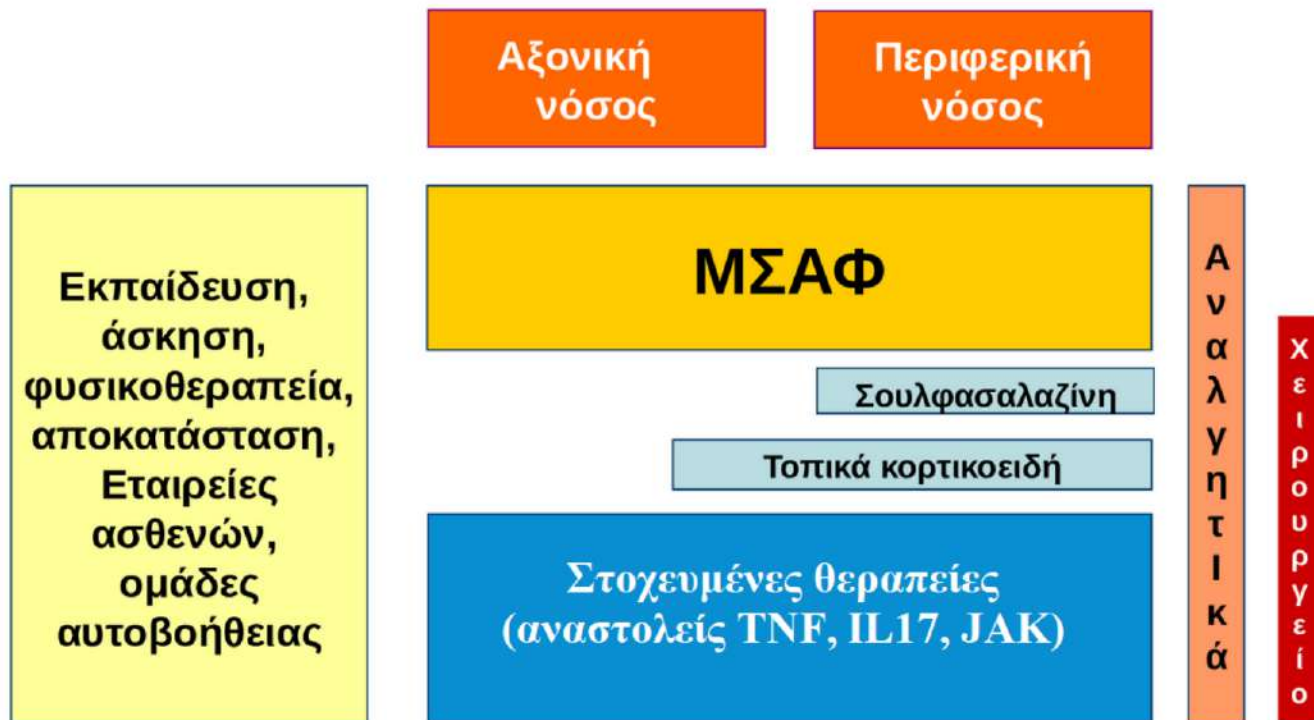 Αξονική
νόσος
Περιφερική
νόσος
Εκπαίδευση,
άσκηση,
φυσικοθεραπεία,
αποκατάσταση,
Εταιρείες
ασθενών,
ομάδες
αυτοβοήθειας
ΜΣΑΦ
Σουλφασαλαζίνη
Τοπικά κορτικοειδή
Στοχευμένες θεραπείες
(αναστολείς TNF, IL17, JAK)
Αναλγητικά
Χειρουργείο